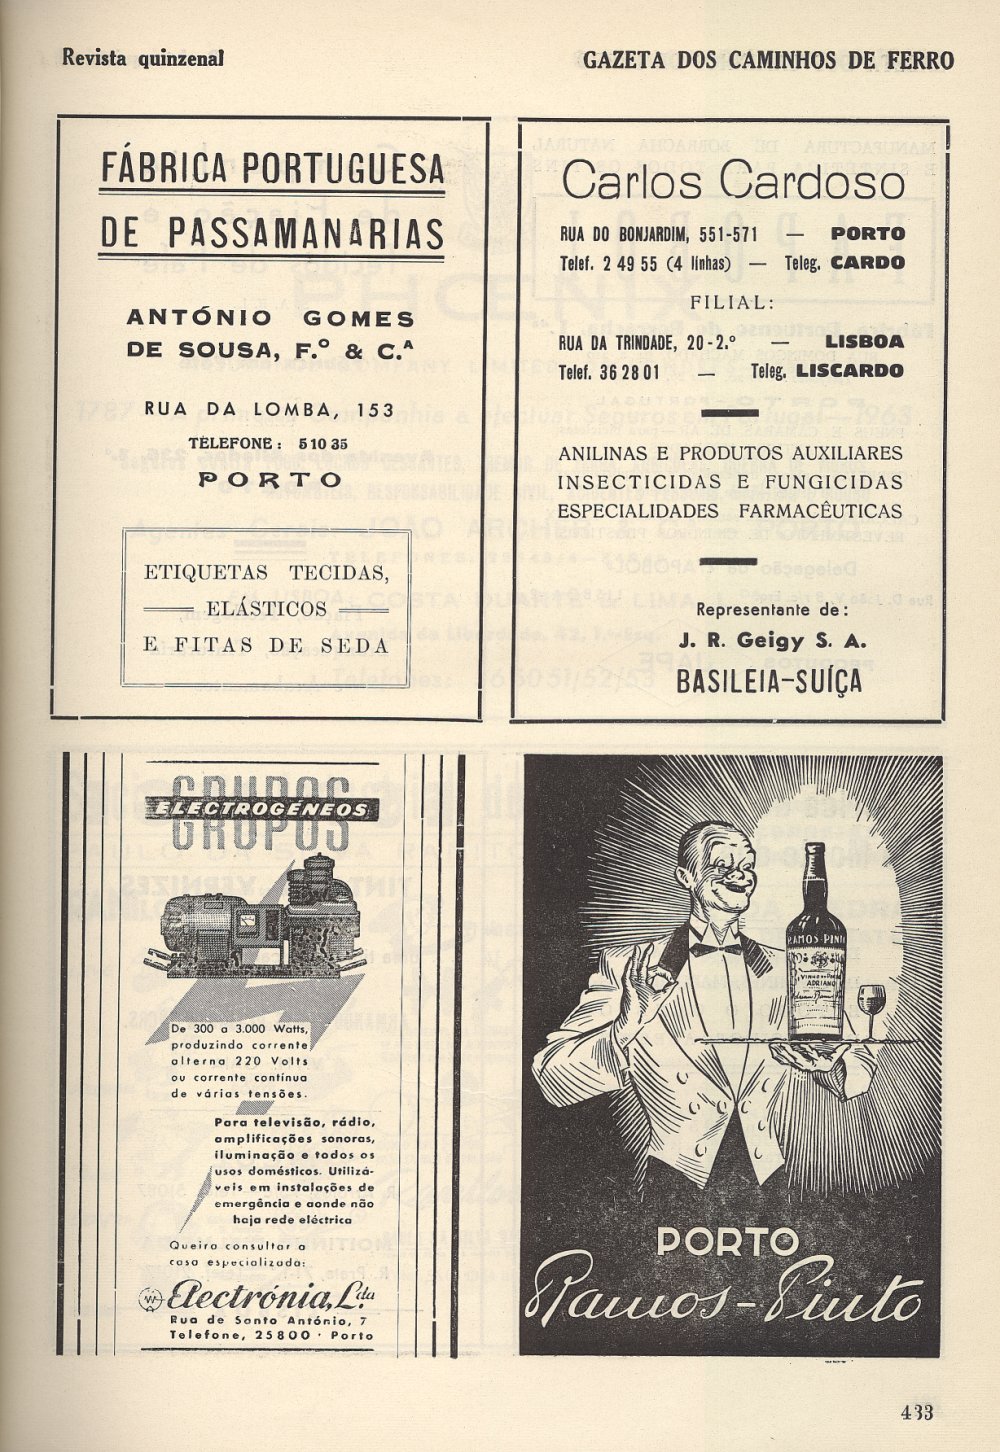 Revista quinzenal
GAZETA DOS CAMINHOS DE FERRO
FÁBRICA PORTUGUESA
DE PASSAMANARIAS
ANTÓNIO GOMES
DE SOUSA, F.º & C.ª
RUA DA LOMBA, 153
TELEFONE: 51035
PORTO
ETIQUETAS TECIDAS,
ELÁSTICOS
E FITAS DE SEDA
Carlos Cardoso
RUA DO BONJARDIM, 551-571 — PORTO
Telef. 2 49 55 (4 linhas) — Teleg. CARDO
FILIAL:
RUA DA TRINDADE, 20-2.º — LISBOA
Telef. 36 28 01 — Teleg. LISCARDO
ANILINAS E PRODUTOS AUXILIARES
INSECTICIDAS E FUNGICIDAS
ESPECIALIDADES FARMACÊUTICAS
Representante de:
J. R. Geigy S. A.
BASILEIA-SUÍÇA
GRUPOS
ELECTROGÉNEOS
GRUPOS
De 300 a 3.000 Watts,
produzindo corrente
alterna 220 Volts
ou corrente contínua
de várias tensões.
Para televisão, rádio,
amplificações sonoras,
iluminação e todos os
usos domésticos. Utilizá-
veis em instalações de
emergência e aonde não
haja rede eléctrica
Queira consultar a
casa especializada:
Electrónia, L.da
Rua de Santo António, 7
Telefone, 25800 · Porto
RAMOS-PINTO
VINHO DO PORTO
ADRIANO
PORTO
Ramos-Pinto
433